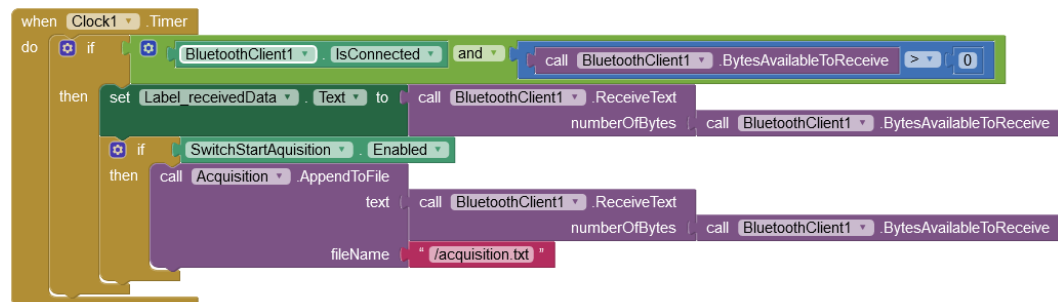 when Clock1 .Timer
do if BluetoothClient1 . IsConnected and call BluetoothClient1 .BytesAvailableToReceive > 0
then set Label_receivedData . Text to call BluetoothClient1 .ReceiveText
numberOfBytes call BluetoothClient1 .BytesAvailableToReceive
if SwitchStartAquisition . Enabled
then call Acquisition .AppendToFile
text call BluetoothClient1 .ReceiveText
numberOfBytes call BluetoothClient1 .BytesAvailableToReceive
fileName " /acquisition.txt "